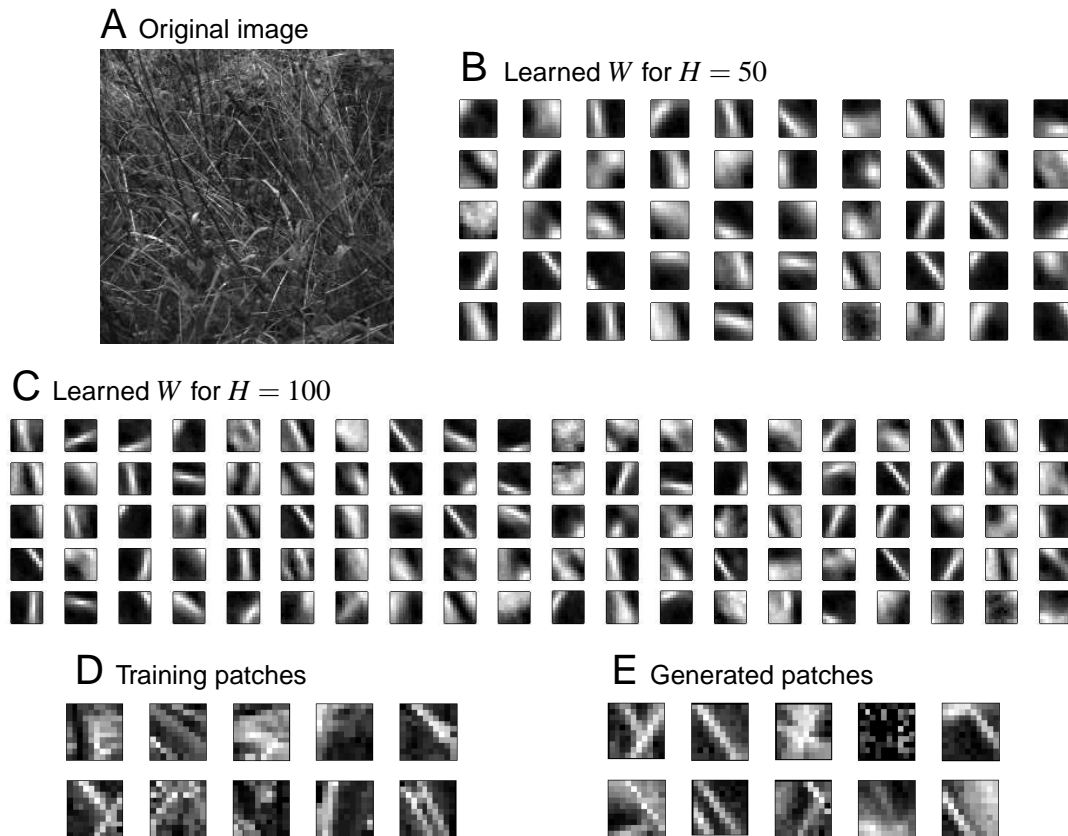 A Original image
B Learned W for H = 50
C Learned W for H = 100
D Training patches
E Generated patches